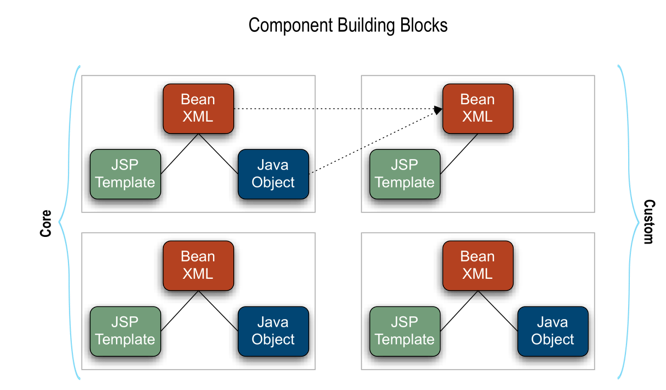 Component Building Blocks
Core
Bean
XML
JSP
Template
Java
Object
Bean
XML
JSP
Template
Bean
XML
JSP
Template
Java
Object
Bean
XML
JSP
Template
Java
Object
Custom